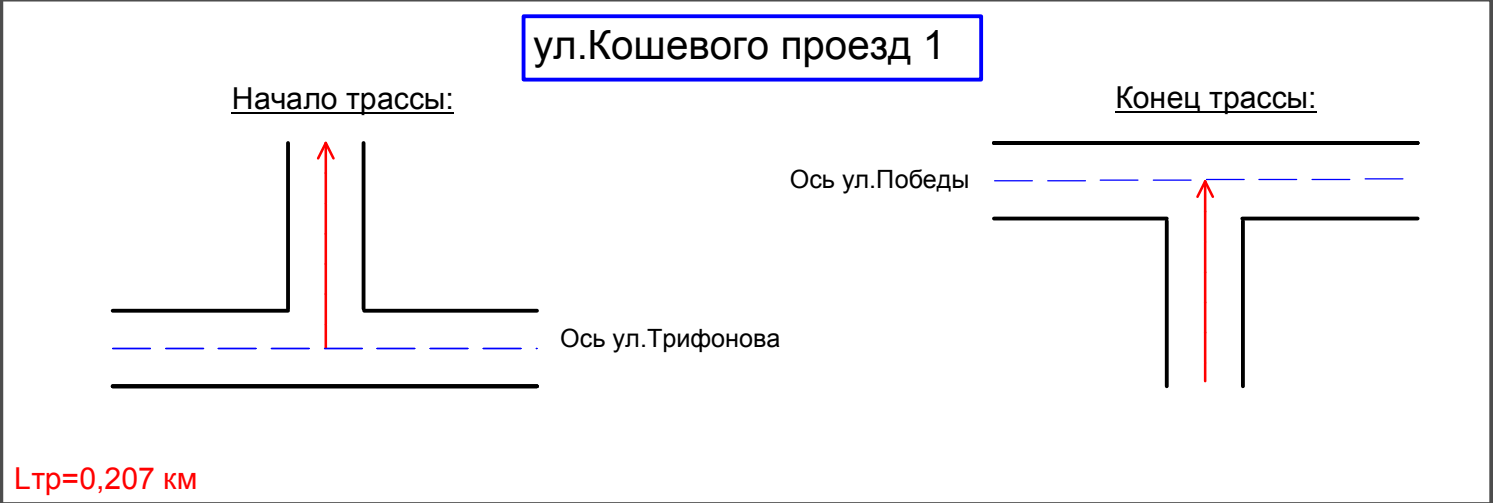 ул.Кошевого проезд 1
Начало трассы:
Конец трассы:
Ось ул.Победы
Ось ул.Трифонова
Lтр=0,207 км